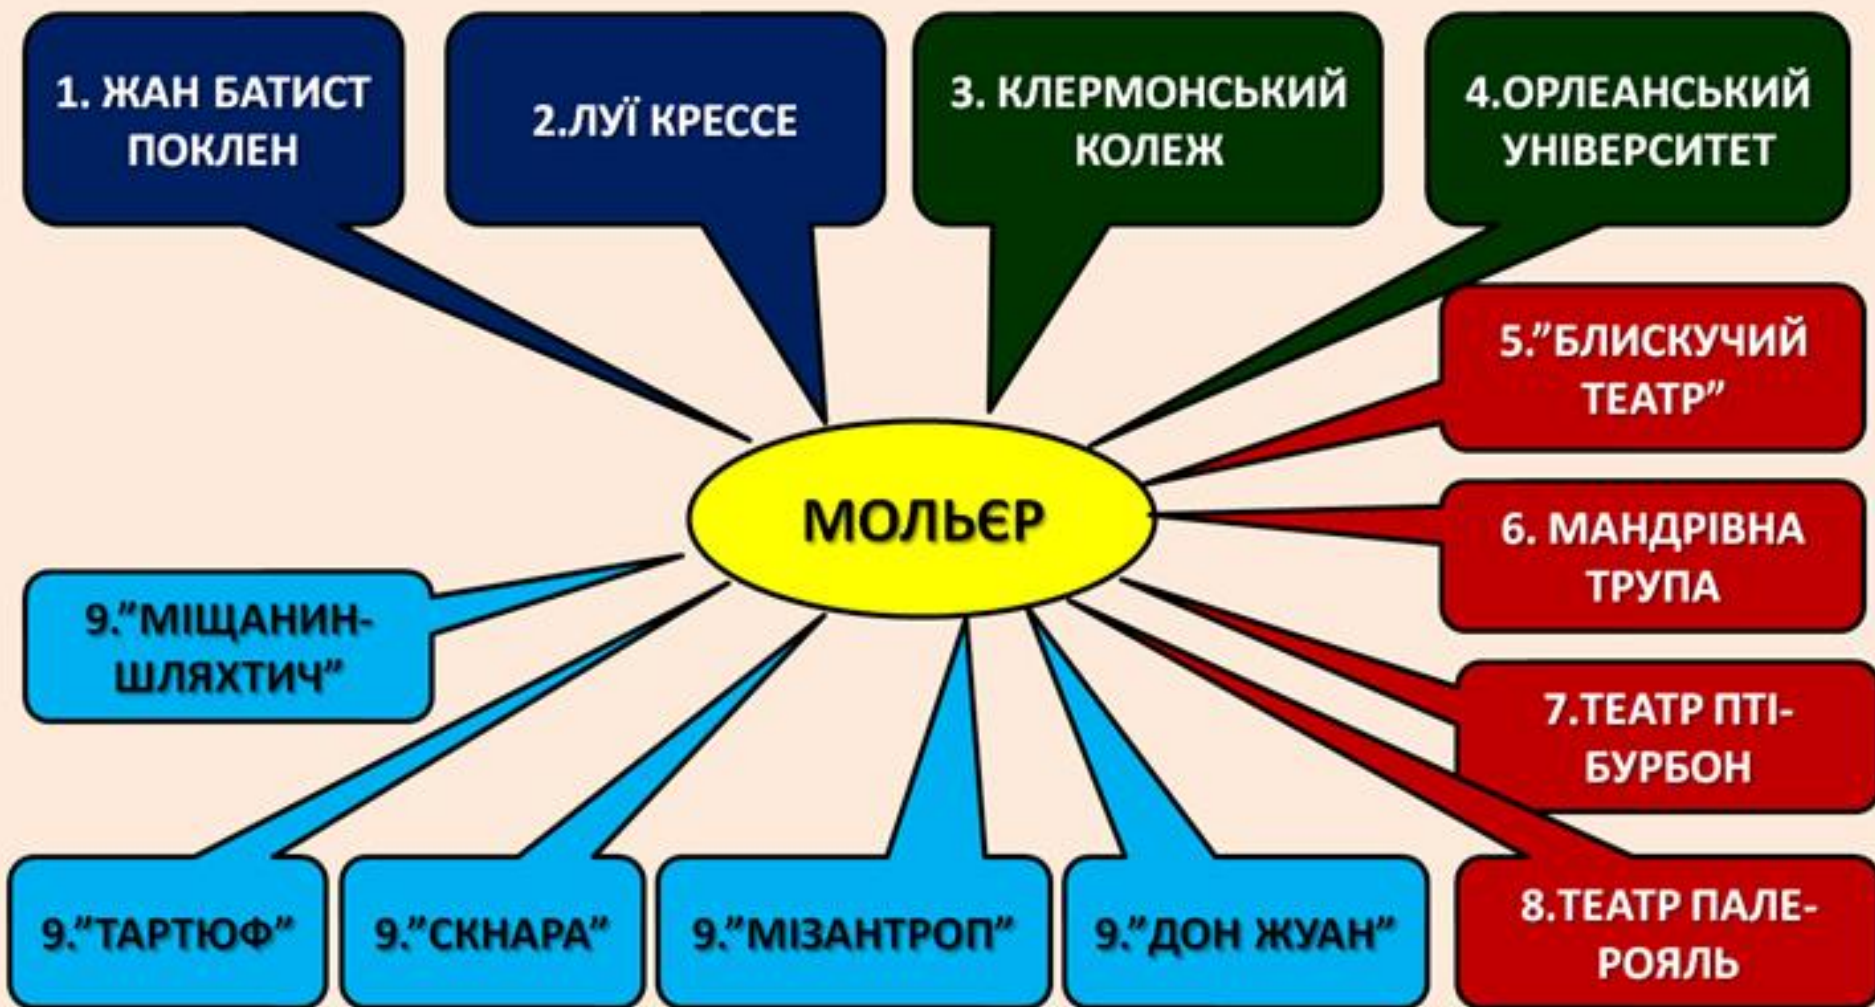 1. ЖАН БАТИСТ
ПОКЛЕН
2.ЛУЇ КРЕССЕ
3. КЛЕРМОНСЬКИЙ
КОЛЕЖ
4.ОРЛЕАНСЬКИЙ
УНІВЕРСИТЕТ
5.”БЛИСКУЧИЙ
ТЕАТР”
МОЛЬЄР
6. МАНДРІВНА
ТРУПА
9.”МІЩАНИН-
ШЛЯХТИЧ”
7.ТЕАТР ПТІ-
БУРБОН
9.”ТАРТЮФ”
9.”СКНАРА”
9.”МІЗАНТРОП”
9.”ДОН ЖУАН”
8.ТЕАТР ПАЛЕ-
РОЯЛЬ